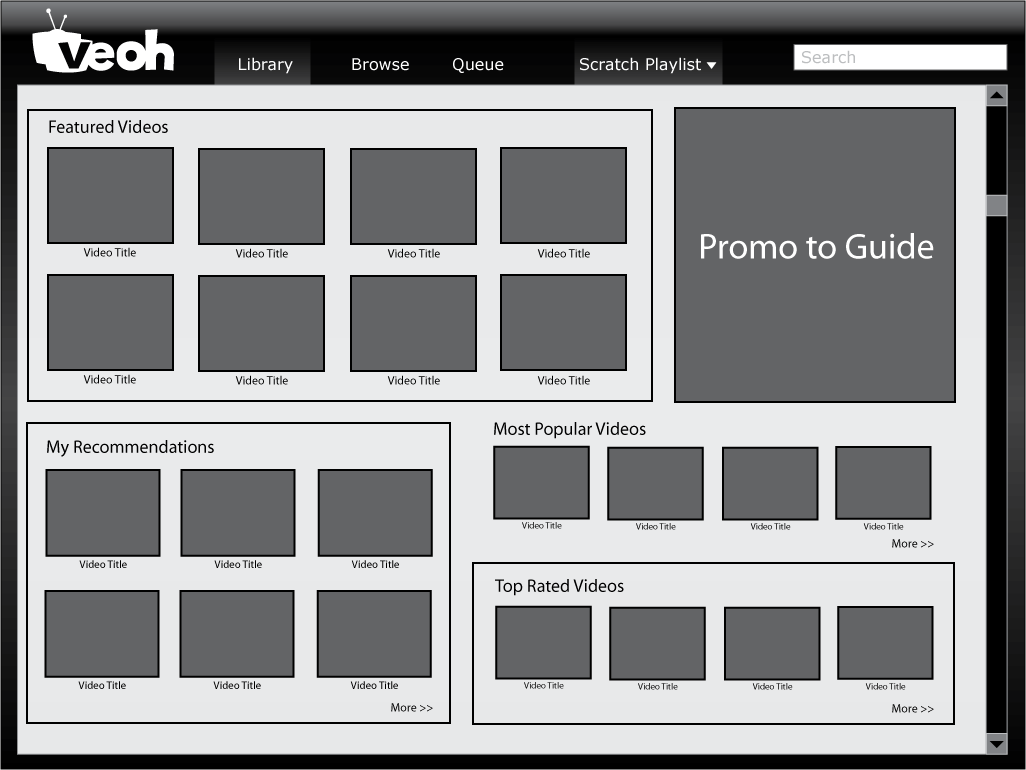 veoh
Library
Browse
Queue
Scratch Playlist
Search
Featured Videos
Video Title
Video Title
Video Title
Video Title
Video Title
Video Title
Video Title
Video Title
Promo to Guide
My Recommendations
Video Title
Video Title
Video Title
Video Title
Video Title
Video Title
More >>
Most Popular Videos
Video Title
Video Title
Video Title
Video Title
More >>
Top Rated Videos
Video Title
Video Title
Video Title
Video Title
More >>